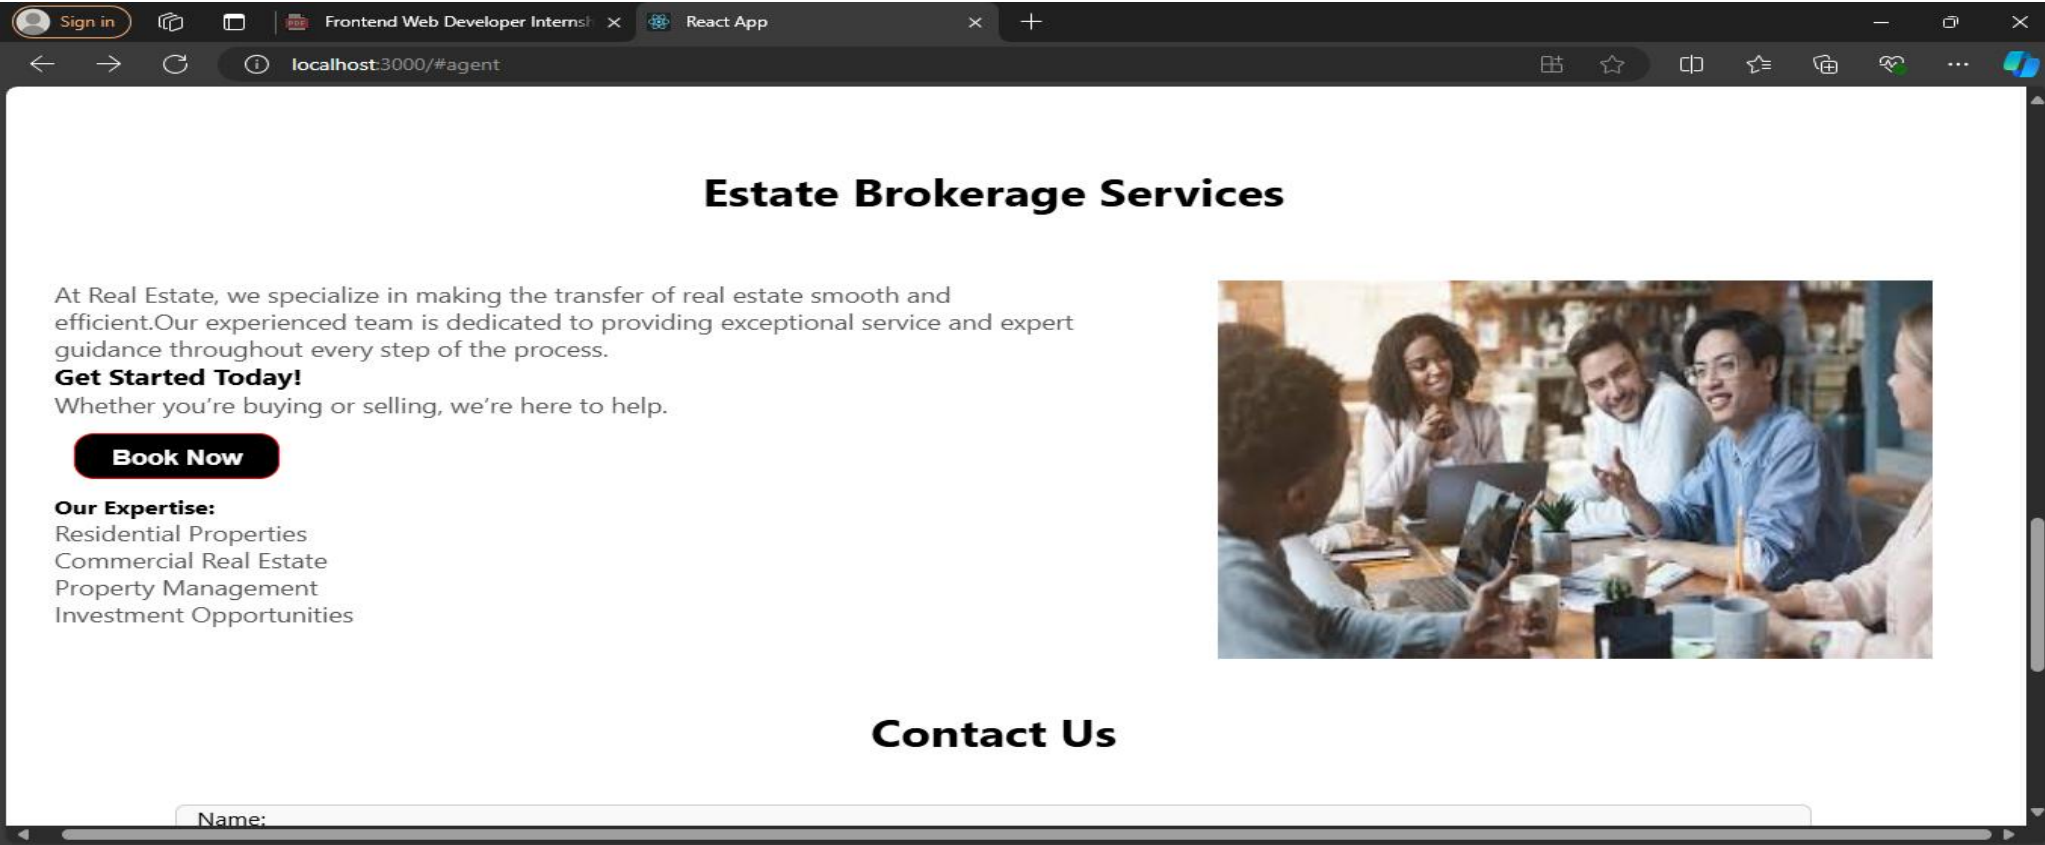 Sign in
Frontend Web Developer Internsh
React App
localhost:3000/#agent
Estate Brokerage Services
At Real Estate, we specialize in making the transfer of real estate smooth and
efficient.Our experienced team is dedicated to providing exceptional service and expert
guidance throughout every step of the process.
Get Started Today!
Whether you’re buying or selling, we’re here to help.
Book Now
Our Expertise:
Residential Properties
Commercial Real Estate
Property Management
Investment Opportunities
Contact Us
Name: